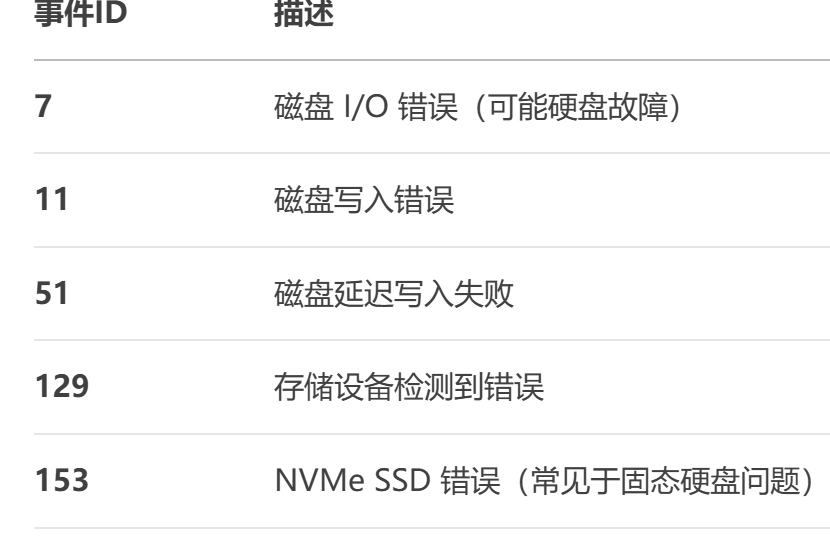 事件ID 描述
7 磁盘 I/O 错误（可能硬盘故障）
11 磁盘写入错误
51 磁盘延迟写入失败
129 存储设备检测到错误
153 NVMe SSD 错误（常见于固态硬盘问题）